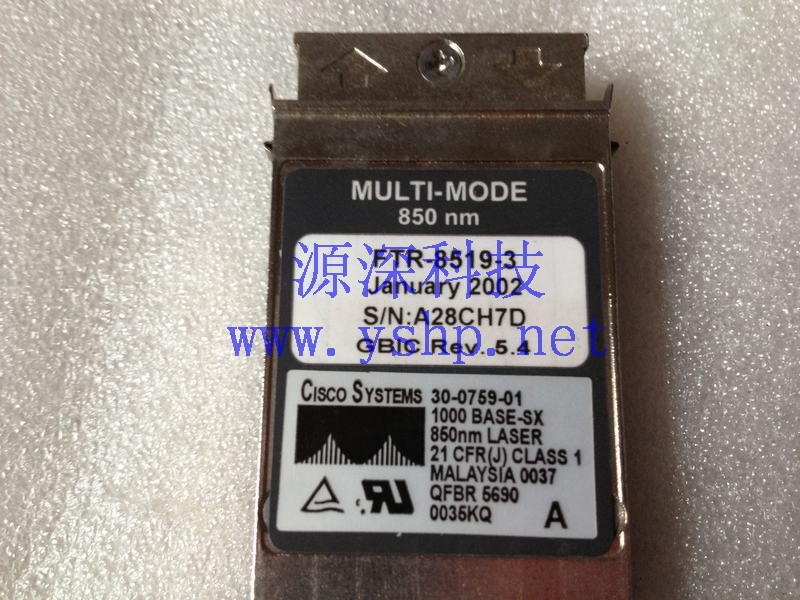 MULTI-MODE
850 nm
FTR-8519-3
源深科技
January 2002
S/N:A28CH7D
www.yshp.net
GBIC Rev. 5.4
CISCO SYSTEMS
30-0759-01
1000 BASE-SX
850nm LASER
21 CFR(J) CLASS 1
MALAYSIA 0037
QFBR 5690
0035KQ
A